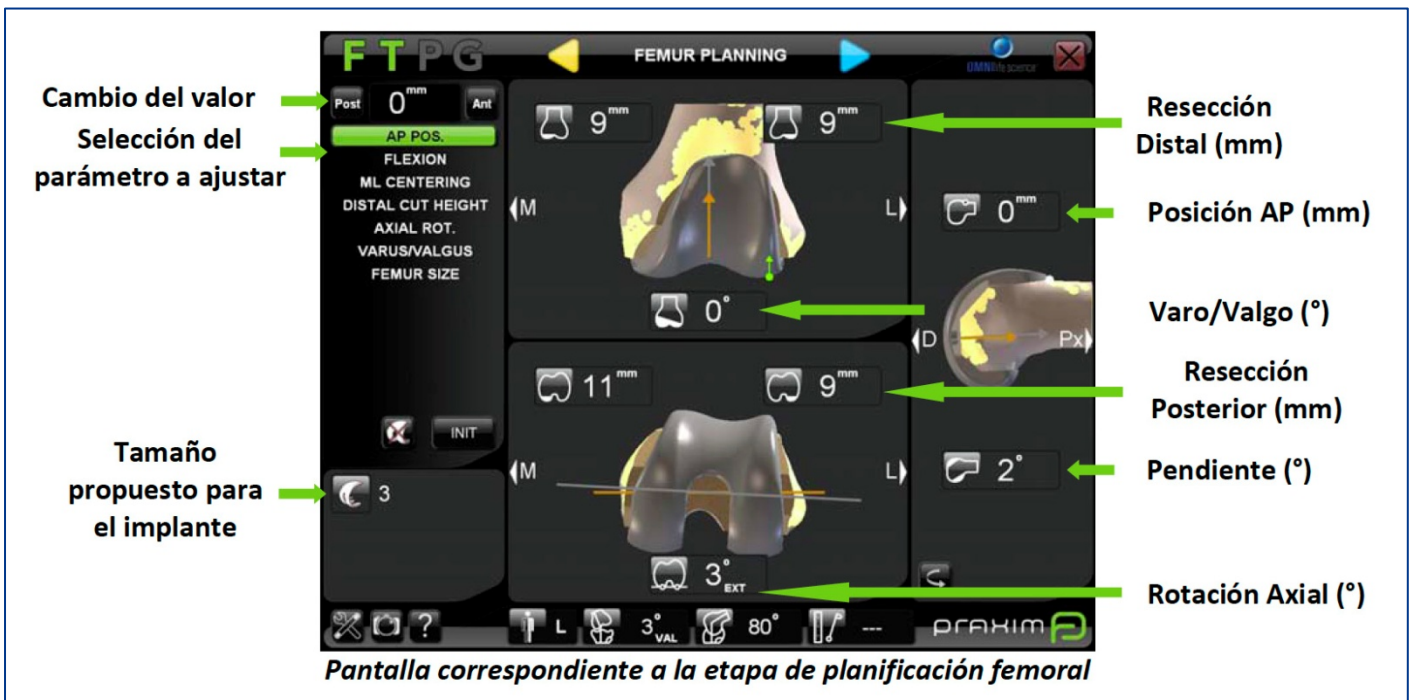 F T P G
FEMUR PLANNING
OMNIlife science
Cambio del valor
Post 0mm Ant
Selección del
parámetro a ajustar
AP POS.
FLEXION
ML CENTERING
DISTAL CUT HEIGHT
AXIAL ROT.
VARUS/VALGUS
FEMUR SIZE
INIT
Tamaño
propuesto para
el implante
3
9mm
9mm
M
L
0°
11mm
9mm
M
L
3° EXT
0mm
D
Px
2°
Resección
Distal (mm)
Posición AP (mm)
Varo/Valgo (°)
Resección
Posterior (mm)
Pendiente (°)
Rotación Axial (°)
?
L
3° VAL
80°
---
praxim
Pantalla correspondiente a la etapa de planificación femoral